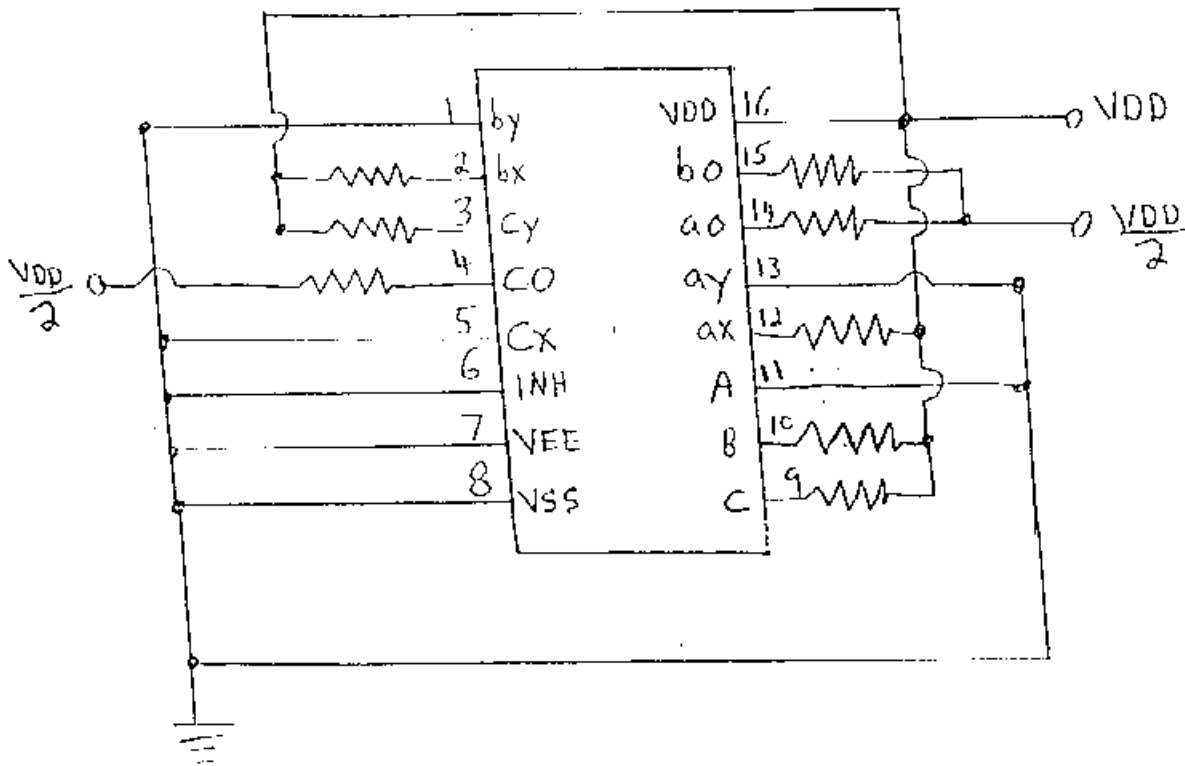 1 by
2 bx
3 Cy
VDD/2
4 CO
5 Cx
6 INH
7 VEE
8 VSS
VDD 16
VDD
bo 15
ao 14
VDD/2
ay 13
ax 12
A 11
B 10
C 9